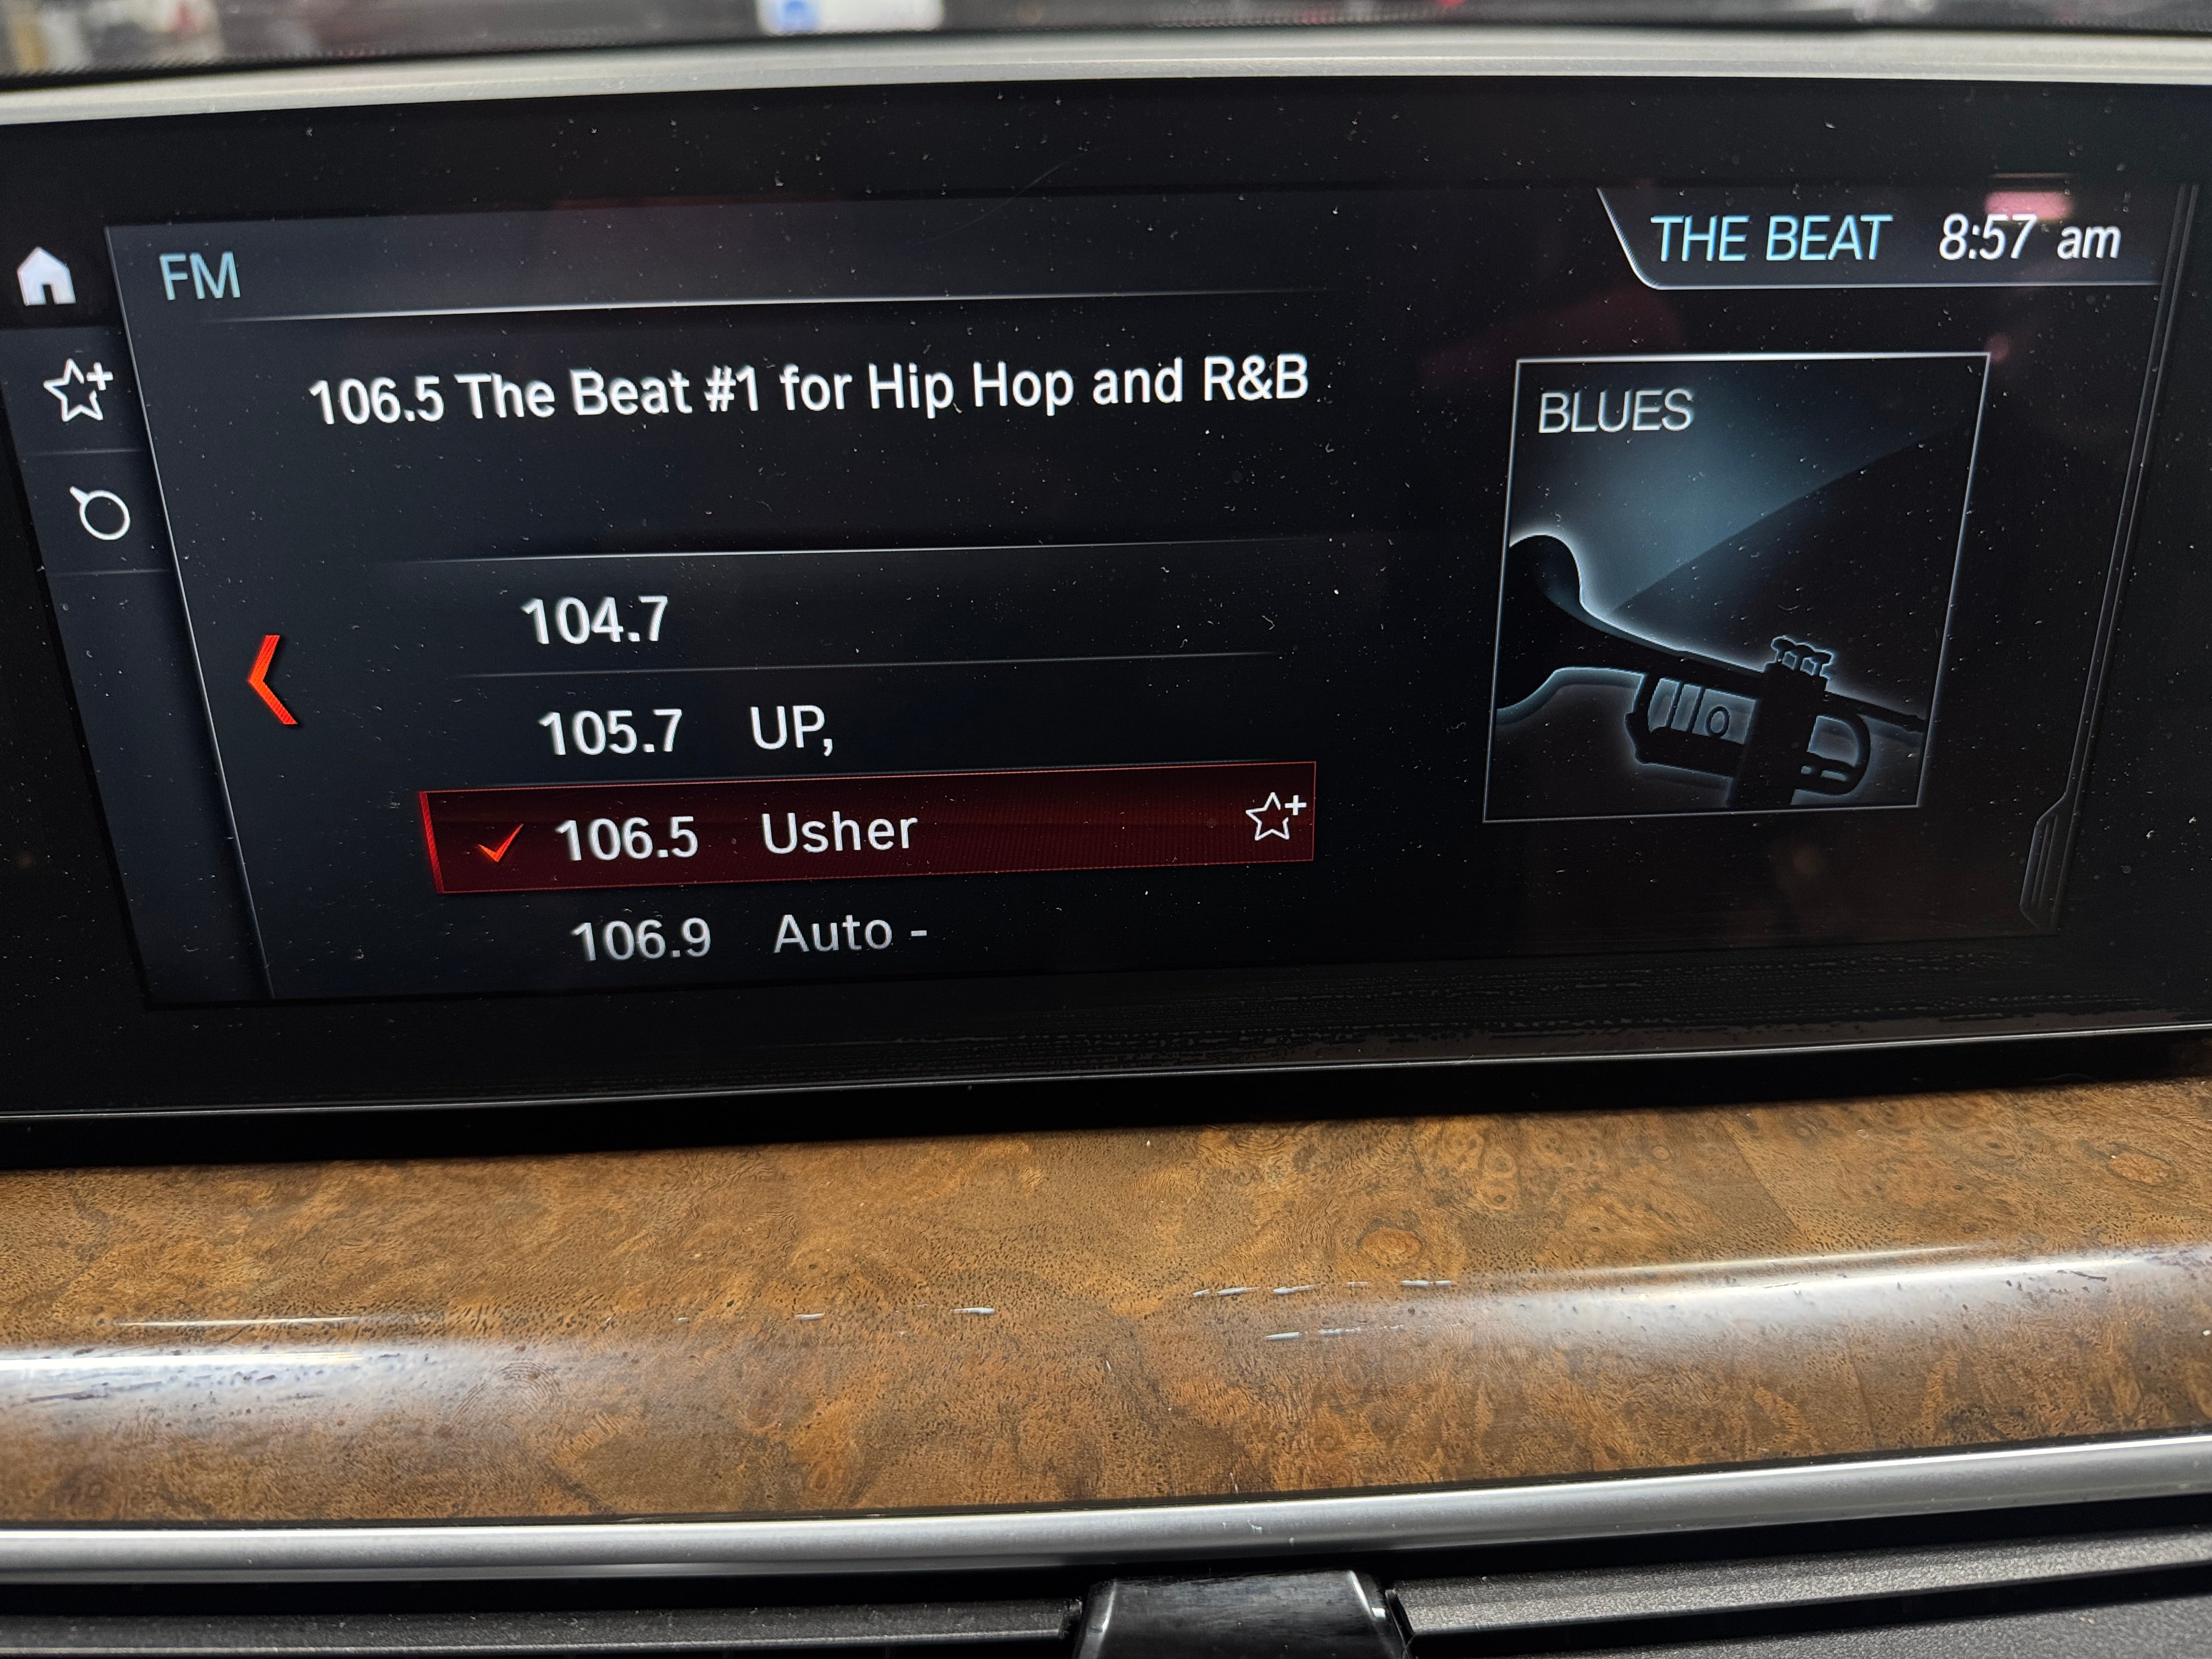 FM
THE BEAT 8:57 am
106.5 The Beat #1 for Hip Hop and R&B
BLUES
104.7
105.7 UP,
106.5 Usher
106.9 Auto -